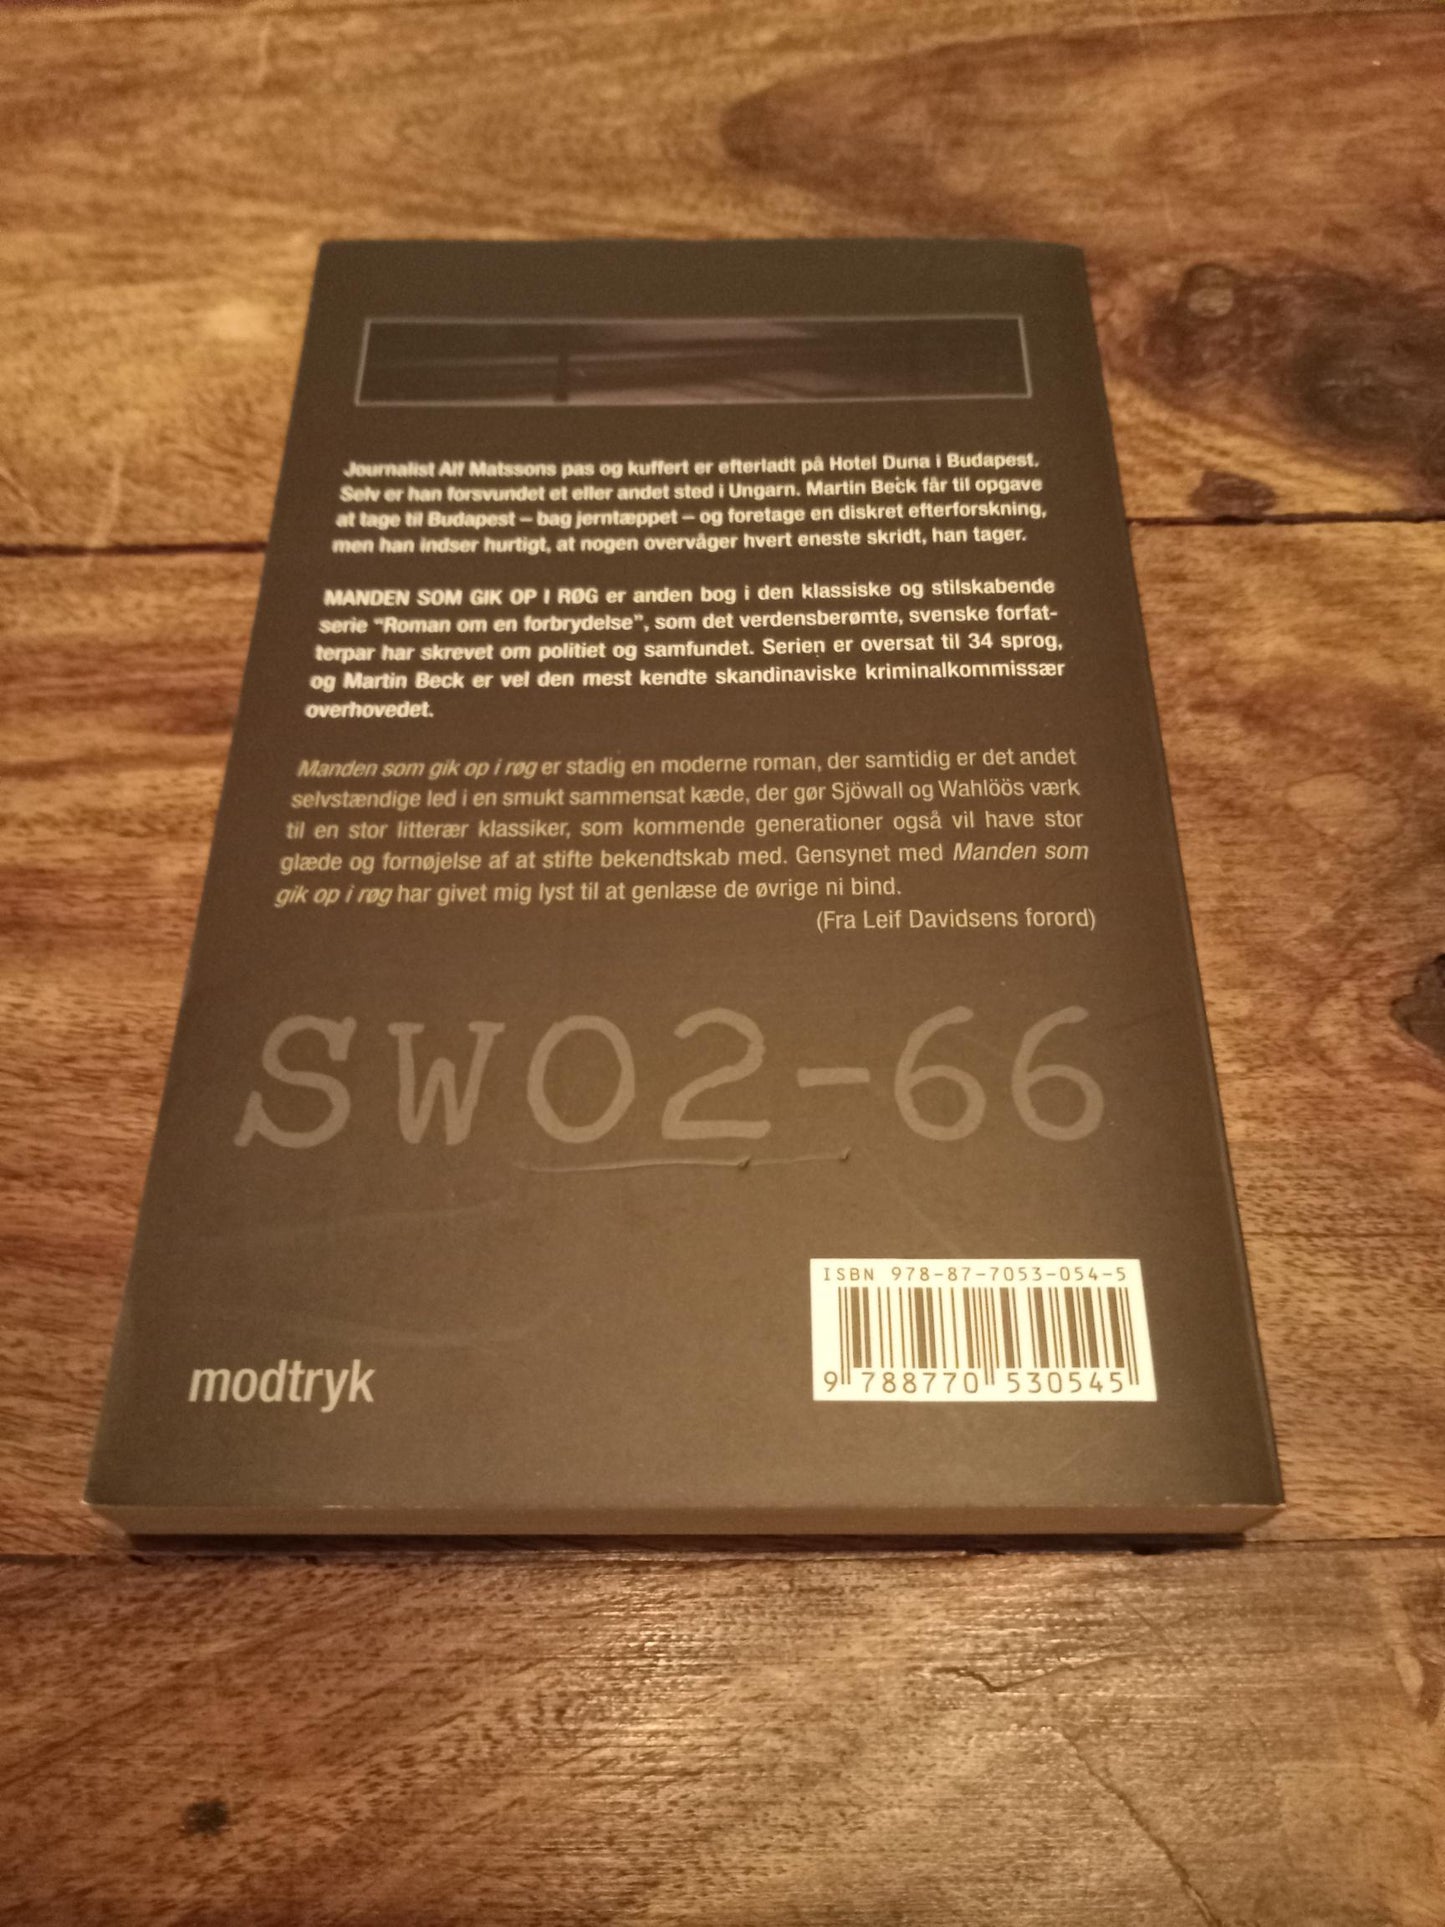 Journalist Alf Matssons pas og kuffert er efterladt på Hotel Duna i Budapest.
Selv er han forsvundet et eller andet sted i Ungarn. Martin Beck får til opgave
at tage til Budapest – bag jerntæppet – og foretage en diskret efterforskning,
men han indser hurtigt, at nogen overvåger hvert eneste skridt, han tager.
MANDEN SOM GIK OP I RØG er anden bog i den klassiske og stilskabende
serie "Roman om en forbrydelse", som det verdensberømte, svenske forfat-
terpar har skrevet om politiet og samfundet. Serien er oversat til 34 sprog,
og Martin Beck er vel den mest kendte skandinaviske kriminalkommissær
overhovedet.
Manden som gik op i røg er stadig en moderne roman, der samtidig er det andet
selvstændige led i en smukt sammensat kæde, der gør Sjöwall og Wahlöös værk
til en stor litterær klassiker, som kommende generationer også vil have stor
glæde og fornøjelse af at stifte bekendtskab med. Gensynet med Manden som
gik op i røg har givet mig lyst til at genlæse de øvrige ni bind.
(Fra Leif Davidsens forord)
SW02-66
ISBN 978-87-7053-054-5
9 788770 530545
modtryk